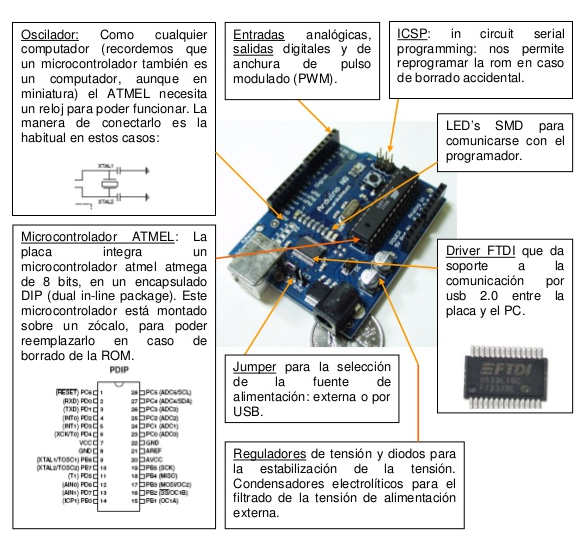 Oscilador: Como cualquier
computador (recordemos que
un microcontrolador también es
un computador, aunque en
miniatura) el ATMEL necesita
un reloj para poder funcionar. La
manera de conectarlo es la
habitual en estos casos:
XTAL1
XTAL2
Entradas analógicas,
salidas digitales y de
anchura de pulso
modulado (PWM).
ICSP: in circuit serial
programming: nos permite
reprogramar la rom en caso
de borrado accidental.
LED's SMD para
comunicarse con el
programador.
Microcontrolador ATMEL: La
placa integra un
microcontrolador atmel atmega
de 8 bits, en un encapsulado
DIP (dual in-line package). Este
microcontrolador está montado
sobre un zócalo, para poder
reemplazarlo en caso de
borrado de la ROM.
PDIP
(RESET) PC6 1 28 PC5 (ADC5/SCL)
(RXD) PD0 2 27 PC4 (ADC4/SDA)
(TXD) PD1 3 26 PC3 (ADC3)
(INT0) PD2 4 25 PC2 (ADC2)
(INT1) PD3 5 24 PC1 (ADC1)
(XCK/T0) PD4 6 23 PC0 (ADC0)
VCC 7 22 GND
GND 8 21 AREF
(XTAL1/TOSC1) PB6 9 20 AVCC
(XTAL2/TOSC2) PB7 10 19 PB5 (SCK)
(T1) PD5 11 18 PB4 (MISO)
(AIN0) PD6 12 17 PB3 (MOSI/OC2)
(AIN1) PD7 13 16 PB2 (SS/OC1B)
(ICP1) PB0 14 15 PB1 (OC1A)
Driver FTDI que da
soporte a la
comunicación por
usb 2.0 entre la
placa y el PC.
FTDI
Jumper para la selección
de la fuente de
alimentación: externa o por
USB.
Reguladores de tensión y diodos para
la estabilización de la tensión.
Condensadores electrolíticos para el
filtrado de la tensión de alimentación
externa.
Arduino